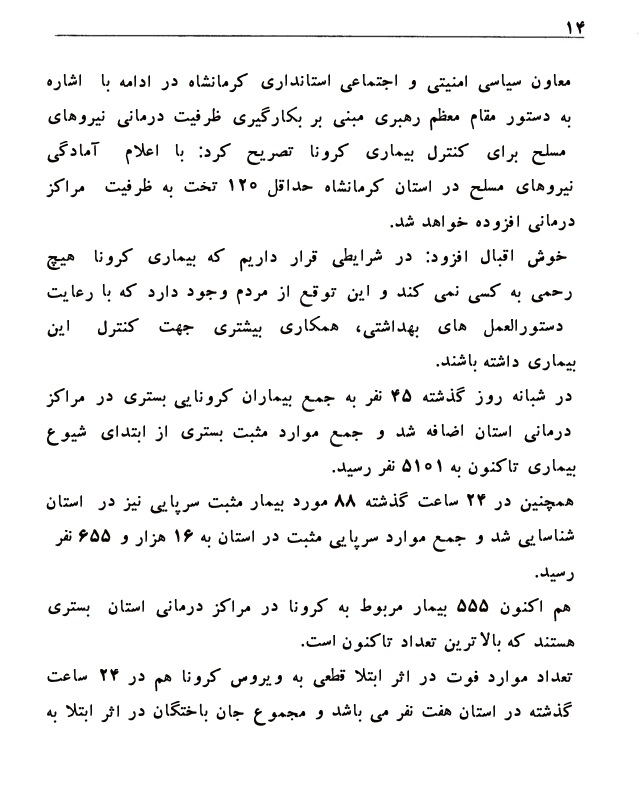 ۱۴
معاون سیاسی امنیتی و اجتماعی استانداری کرمانشاه در ادامه با اشاره
به دستور مقام معظم رهبری مبنی بر بکارگیری ظرفیت درمانی نیروهای
مسلح برای کنترل بیماری کرونا تصریح کرد: با اعلام آمادگی
نیروهای مسلح در استان کرمانشاه حداقل ۱۲۰ تخت به ظرفیت مراکز
درمانی افزوده خواهد شد.
خوش اقبال افزود: در شرایطی قرار داریم که بیماری کرونا هیچ
رحمی به کسی نمی کند و این توقع از مردم وجود دارد که با رعایت
دستورالعمل های بهداشتی، همکاری بیشتری جهت کنترل این
بیماری داشته باشند.
در شبانه روز گذشته ۴۵ نفر به جمع بیماران کرونایی بستری در مراکز
درمانی استان اضافه شد و جمع موارد مثبت بستری از ابتدای شیوع
بیماری تاکنون به ۵۱۰۱ نفر رسید.
همچنین در ۲۴ ساعت گذشته ۸۸ مورد بیمار مثبت سرپایی نیز در استان
شناسایی شد و جمع موارد سرپایی مثبت در استان به ۱۶ هزار و ۶۵۵ نفر
رسید.
هم اکنون ۵۵۵ بیمار مربوط به کرونا در مراکز درمانی استان بستری
هستند که بالاترین تعداد تاکنون است.
تعداد موارد فوت در اثر ابتلا قطعی به ویروس کرونا هم در ۲۴ ساعت
گذشته در استان هفت نفر می باشد و مجموع جان باختگان در اثر ابتلا به